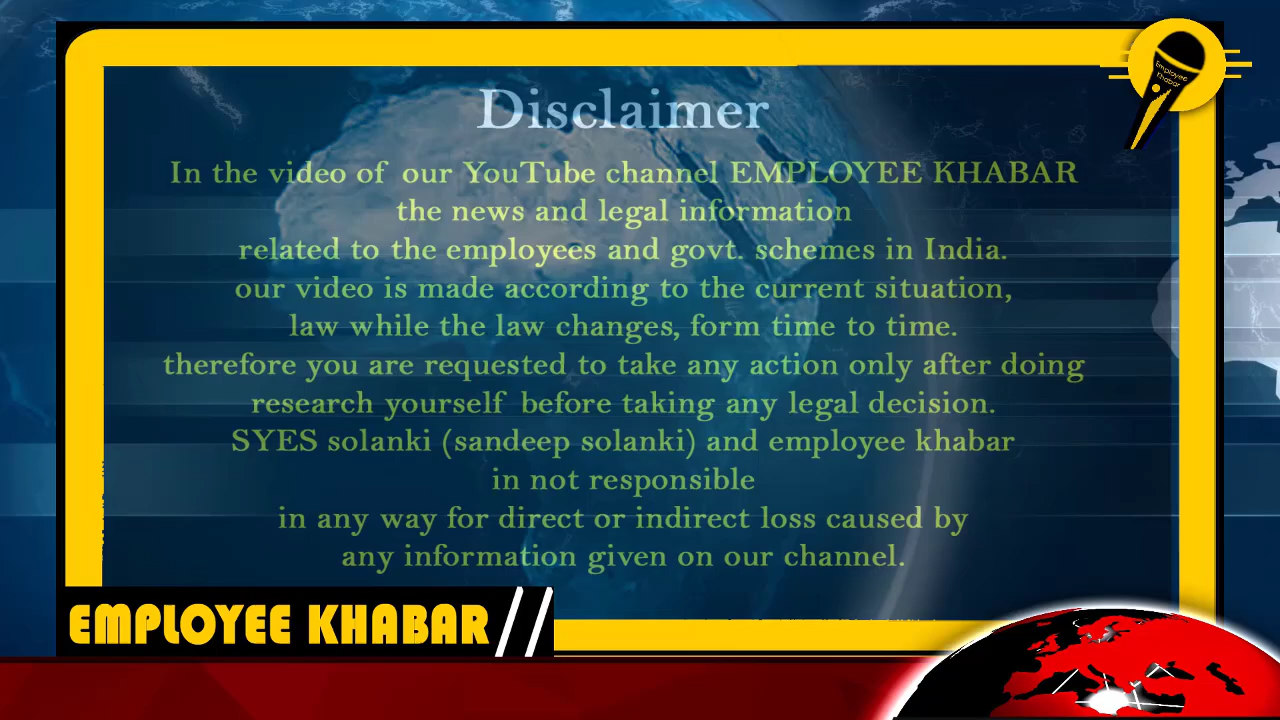 Employee
Khabar
Disclaimer
In the video of our YouTube channel EMPLOYEE KHABAR
the news and legal information
related to the employees and govt. schemes in India.
our video is made according to the current situation,
law while the law changes, form time to time.
therefore you are requested to take any action only after doing
research yourself before taking any legal decision.
SYES solanki (sandeep solanki) and employee khabar
in not responsible
in any way for direct or indirect loss caused by
any information given on our channel.
EMPLOYEE KHABAR